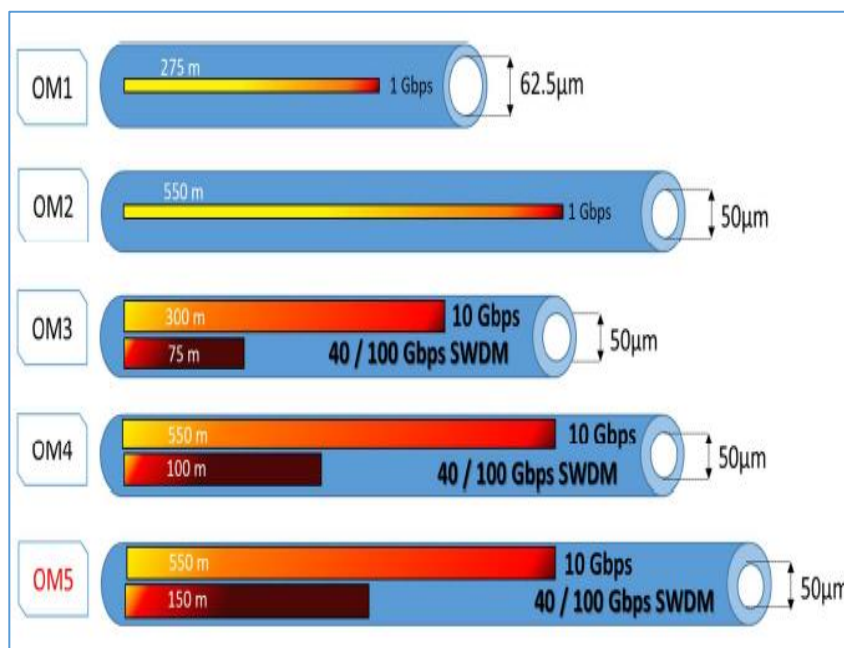 OM1
275 m
1 Gbps
62.5µm
OM2
550 m
1 Gbps
50µm
OM3
300 m
10 Gbps
75 m
40 / 100 Gbps SWDM
50µm
OM4
550 m
10 Gbps
100 m
40 / 100 Gbps SWDM
50µm
OM5
550 m
10 Gbps
150 m
40 / 100 Gbps SWDM
50µm